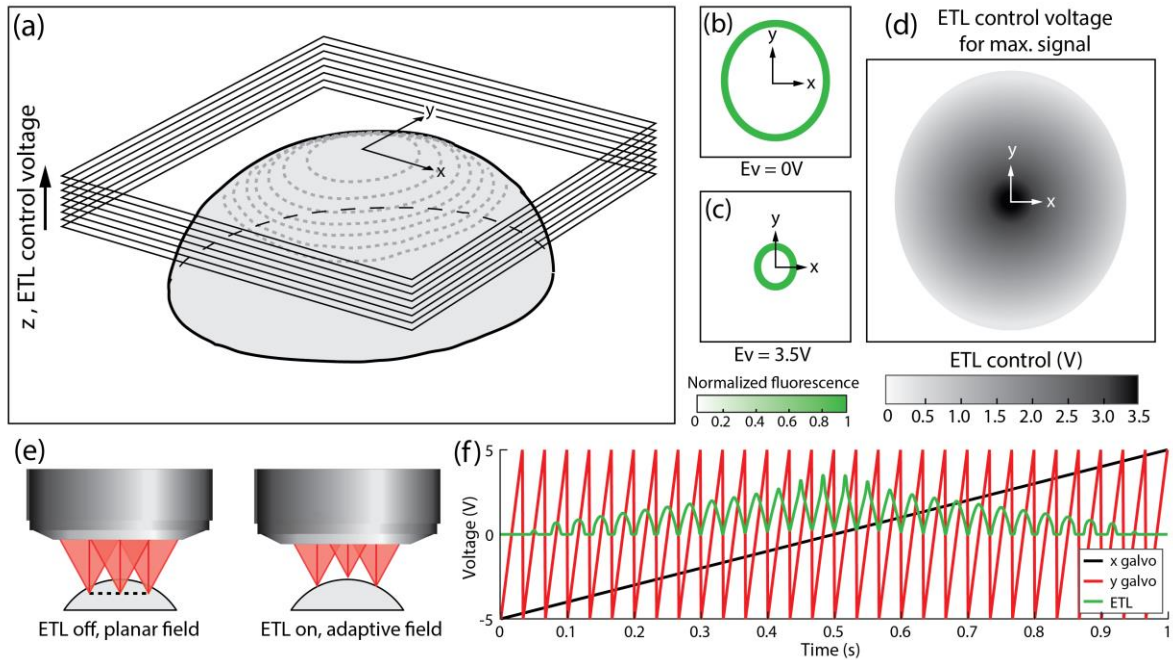 (a)
z , ETL control voltage
y
x
(b)
y
x
Ev = 0V
(c)
y
x
Ev = 3.5V
Normalized fluorescence
0 0.2 0.4 0.6 0.8 1
(d)
ETL control voltage
for max. signal
y
x
ETL control (V)
0 0.5 1.0 1.5 2.0 2.5 3.0 3.5
(e)
ETL off, planar field
ETL on, adaptive field
(f)
Voltage (V)
5
0
-5
x galvo
y galvo
ETL
0 0.1 0.2 0.3 0.4 0.5 0.6 0.7 0.8 0.9 1
Time (s)